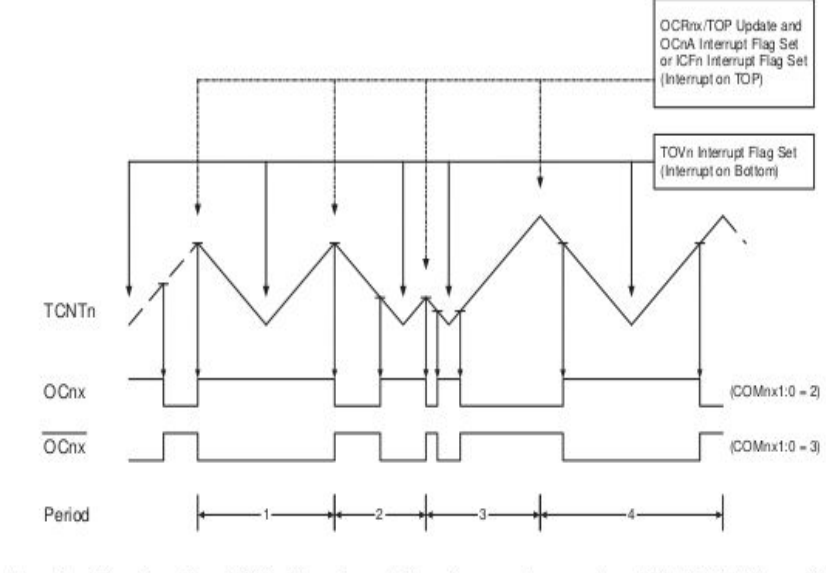 OCRnx/TOP Update and
OCnA Interrupt Flag Set
or ICFn Interrupt Flag Set
(Interrupt on TOP)
TOVn Interrupt Flag Set
(Interrupt on Bottom)
TCNTn
OCnx
(COMnx1:0 = 2)
OCnx
(COMnx1:0 = 3)
Period
1
2
3
4